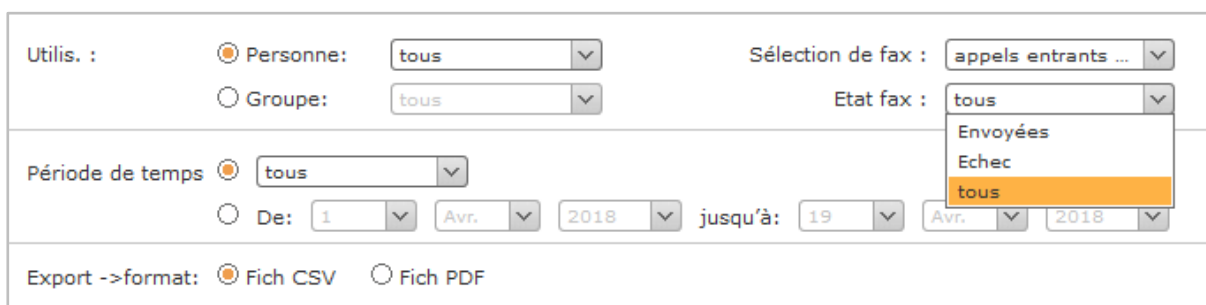 Utilis. : Personne: tous Sélection de fax : appels entrants ...
Groupe: tous Etat fax : tous
Envoyées
Echec
tous
Période de temps tous
De: 1 Avr. 2018 jusqu'à: 19 Avr. 2018
Export ->format: Fich CSV Fich PDF